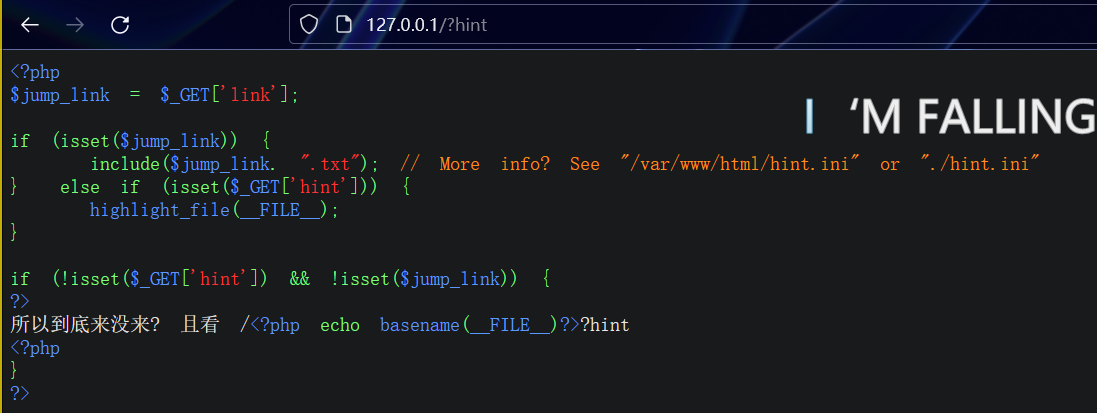 127.0.0.1/?hint
<?php
$jump_link = $_GET['link'];
I ‘M FALLING
if (isset($jump_link)) {
include($jump_link. ".txt"); // More info? See "/var/www/html/hint.ini" or "./hint.ini"
} else if (isset($_GET['hint'])) {
highlight_file(__FILE__);
}
if (!isset($_GET['hint']) && !isset($jump_link)) {
?>
所以到底来没来? 且看 /<?php echo basename(__FILE__)?>?hint
<?php
}
?>